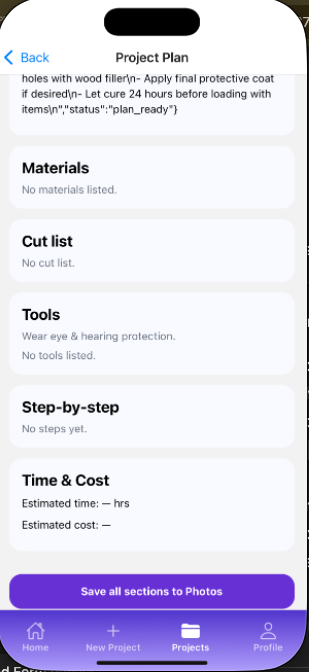 Back
Project Plan
holes with wood filler\n- Apply final protective coat
if desired\n- Let cure 24 hours before loading with
items\n","status":"plan_ready"}
Materials
No materials listed.
Cut list
No cut list.
Tools
Wear eye & hearing protection.
No tools listed.
Step-by-step
No steps yet.
Time & Cost
Estimated time: — hrs
Estimated cost: —
Save all sections to Photos
Home
New Project
Projects
Profile